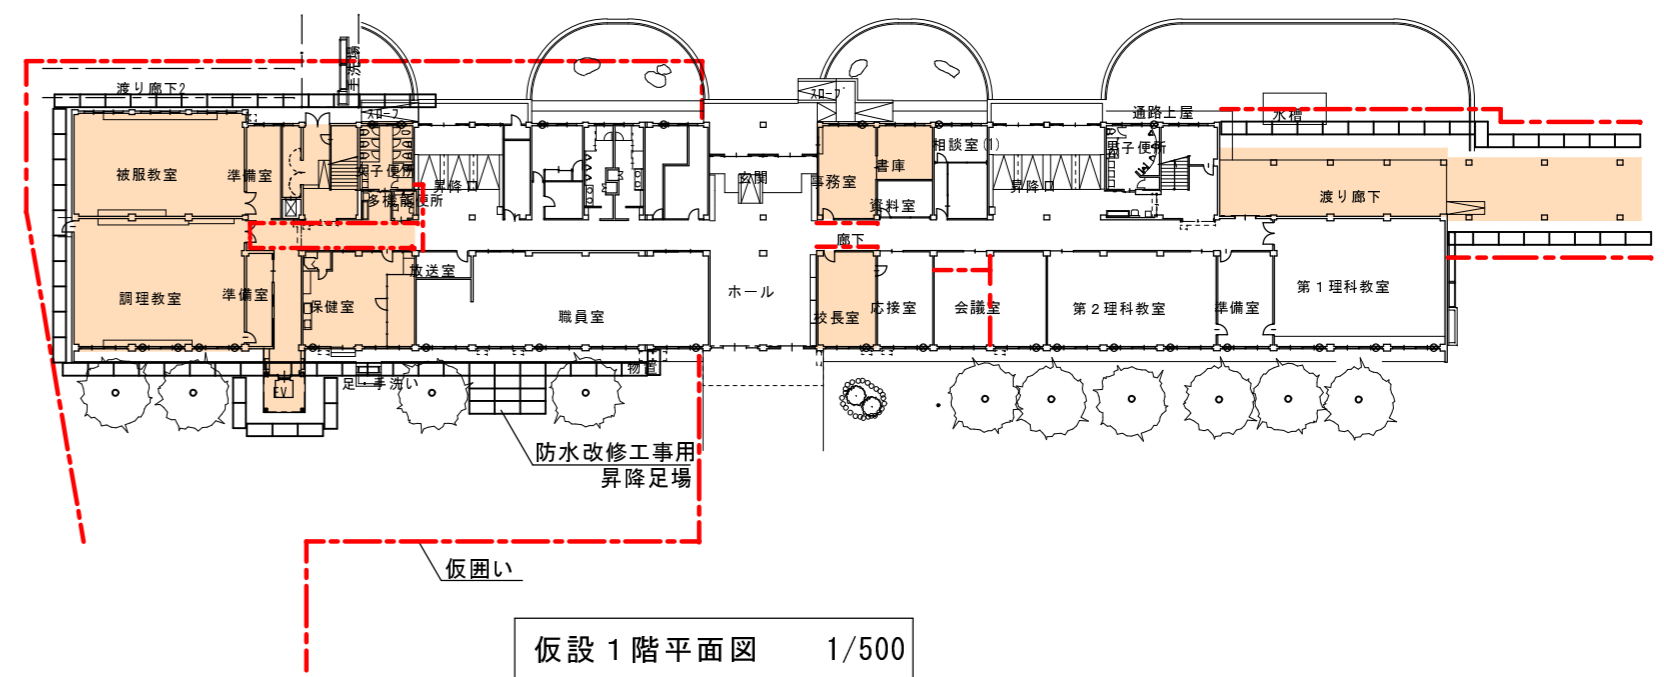 手洗場
渡り廊下2
スロープ
スロープ
通路上屋
水槽
被服教室
準備室
女子便所
多機能便所
昇降口
玄関
事務室
書庫
資料室
相談室(1)
昇降口
男子便所
渡り廊下
廊下
調理教室
準備室
保健室
放送室
職員室
ホール
校長室
応接室
会議室
第2理科教室
準備室
第1理科教室
EV
足・手洗い
物置
防水改修工事用
昇降足場
仮囲い
仮設1階平面図 1/500